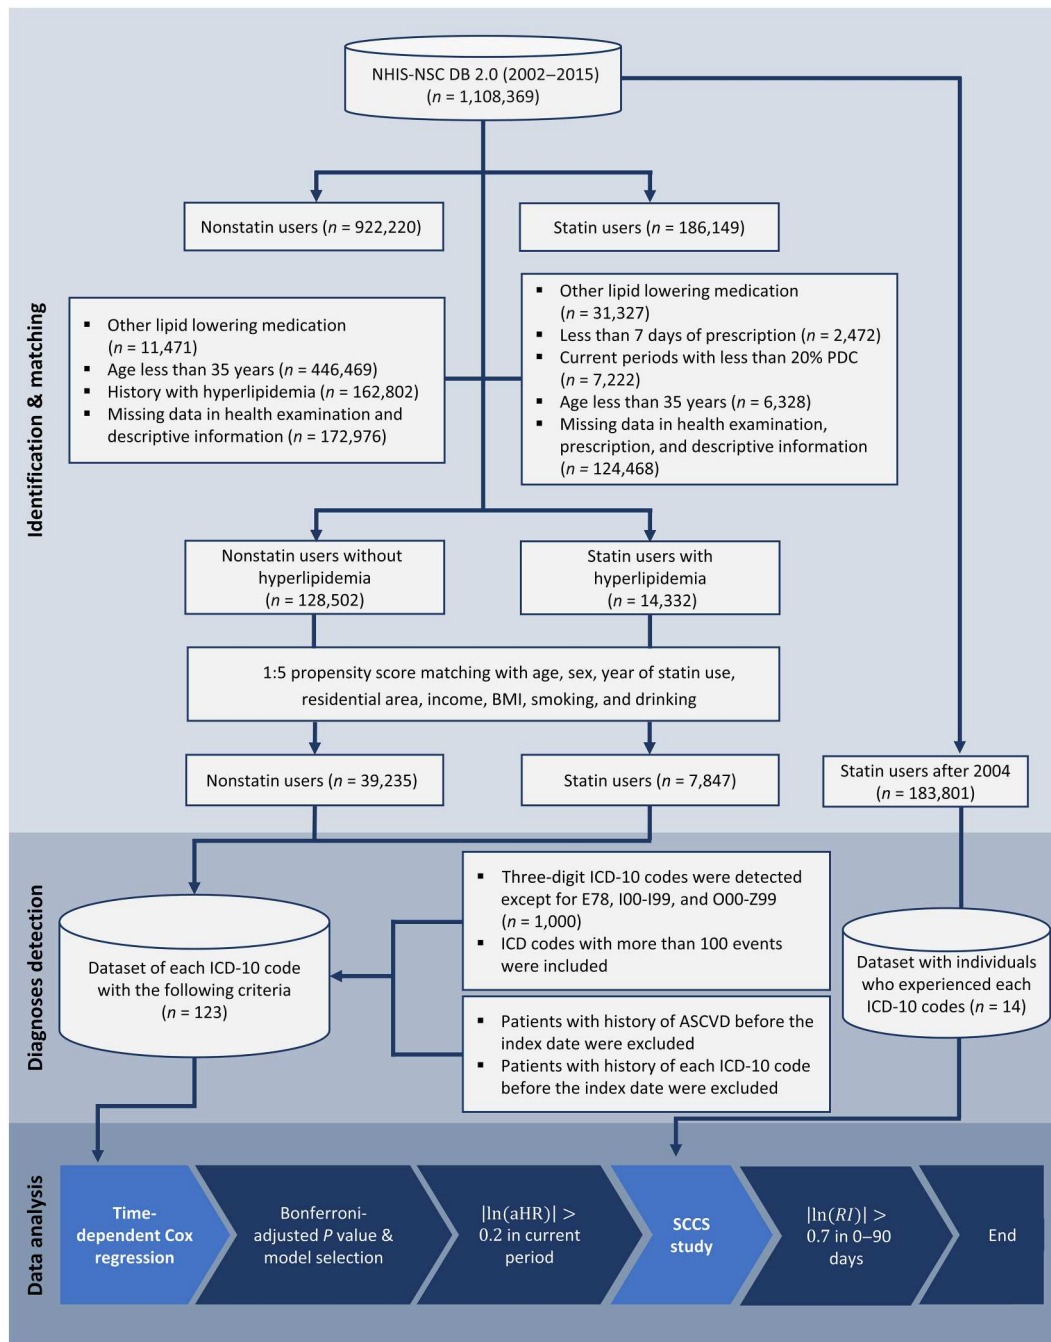 NHIS-NSC DB 2.0 (2002–2015)
(n = 1,108,369)
Nonstatin users (n = 922,220)
Statin users (n = 186,149)
Identification & matching
▪ Other lipid lowering medication
(n = 11,471)
▪ Age less than 35 years (n = 446,469)
▪ History with hyperlipidemia (n = 162,802)
▪ Missing data in health examination and
descriptive information (n = 172,976)
▪ Other lipid lowering medication
(n = 31,327)
▪ Less than 7 days of prescription (n = 2,472)
▪ Current periods with less than 20% PDC
(n = 7,222)
▪ Age less than 35 years (n = 6,328)
▪ Missing data in health examination,
prescription, and descriptive information
(n = 124,468)
Nonstatin users without
hyperlipidemia
(n = 128,502)
Statin users with
hyperlipidemia
(n = 14,332)
1:5 propensity score matching with age, sex, year of statin use,
residential area, income, BMI, smoking, and drinking
Nonstatin users (n = 39,235)
Statin users (n = 7,847)
Statin users after 2004
(n = 183,801)
Diagnoses detection
Dataset of each ICD-10 code
with the following criteria
(n = 123)
▪ Three-digit ICD-10 codes were detected
except for E78, I00-I99, and O00-Z99
(n = 1,000)
▪ ICD codes with more than 100 events
were included
▪ Patients with history of ASCVD before the
index date were excluded
▪ Patients with history of each ICD-10 code
before the index date were excluded
Dataset with individuals
who experienced each
ICD-10 codes (n = 14)
Data analysis
Time-
dependent Cox
regression
Bonferroni-
adjusted P value &
model selection
|ln(aHR)| >
0.2 in current
period
SCCS
study
|ln(RI)| >
0.7 in 0–90
days
End